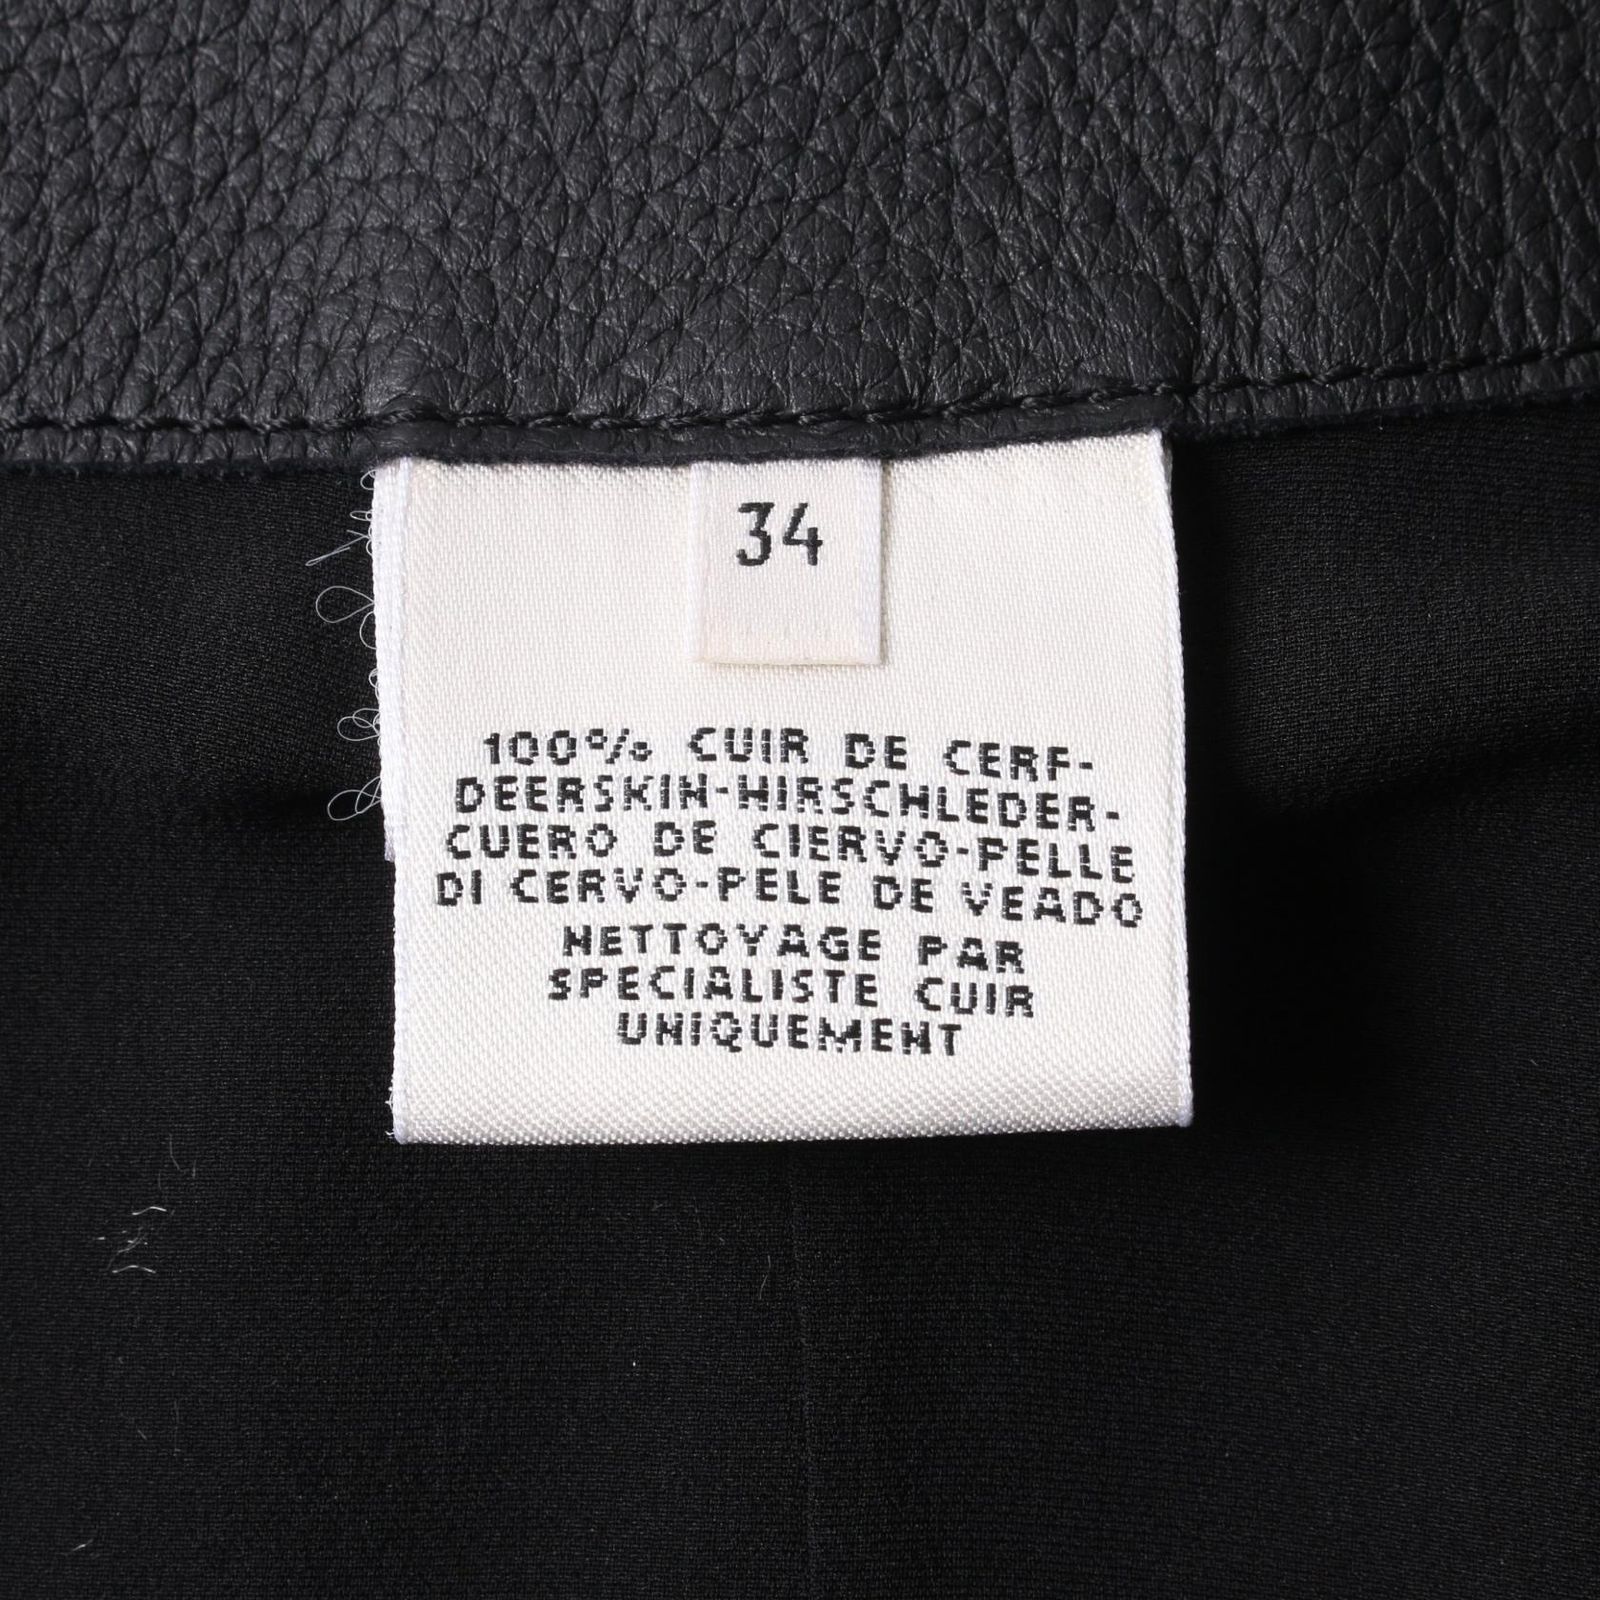 34
100% CUIR DE CERF-
DEERSKIN-HIRSCHLEDER-
CUERO DE CIERVO-PELLE
DI CERVO-PELE DE VEADO
NETTOYAGE PAR
SPECIALISTE CUIR
UNIQUEMENT